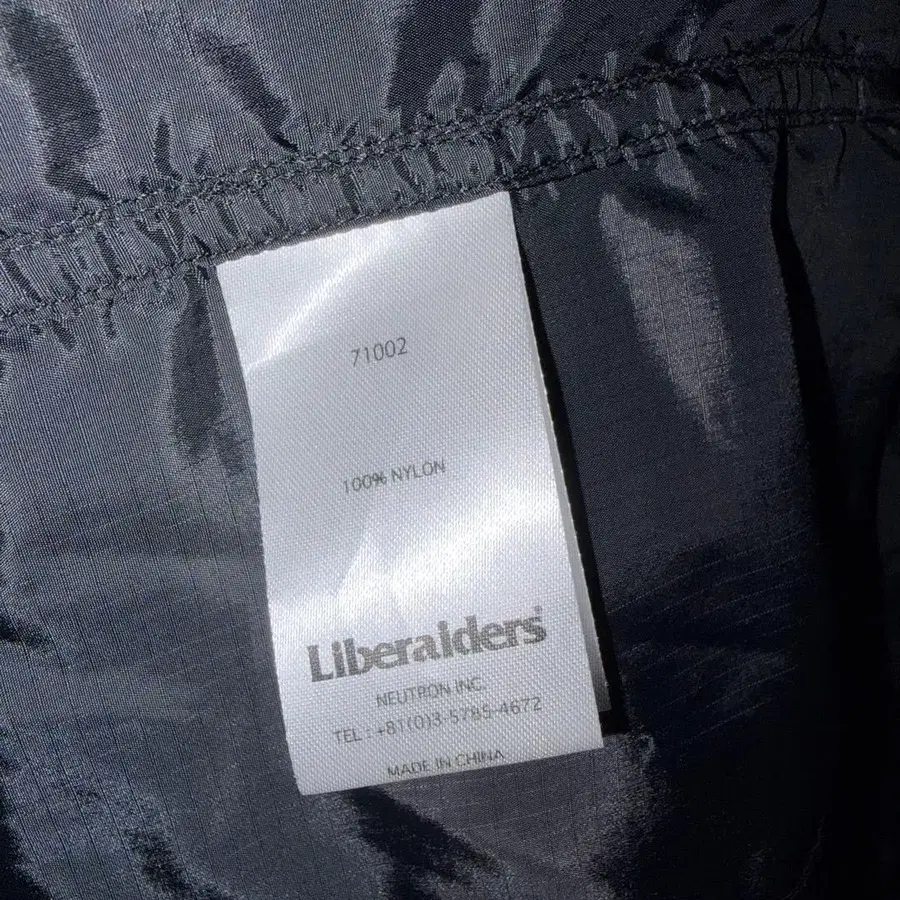 71002
100% NYLON
Liberaiders
NEUTRON INC.
TEL : +81(0)3-5785-4672
MADE IN CHINA